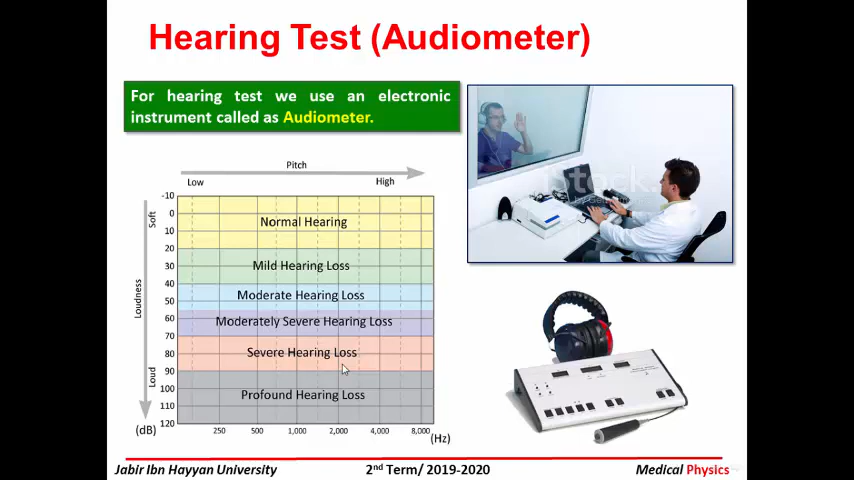 Hearing Test (Audiometer)
For hearing test we use an electronic
instrument called as Audiometer.
iStock
Pitch
Low
High
Loudness
Soft
Loud
-10
0
10
20
30
40
50
60
70
80
90
100
110
120
(dB)
Normal Hearing
Mild Hearing Loss
Moderate Hearing Loss
Moderately Severe Hearing Loss
Severe Hearing Loss
Profound Hearing Loss
250
500
1,000
2,000
4,000
8,000
(Hz)
Jabir Ibn Hayyan University
2nd Term/ 2019-2020
Medical Physics